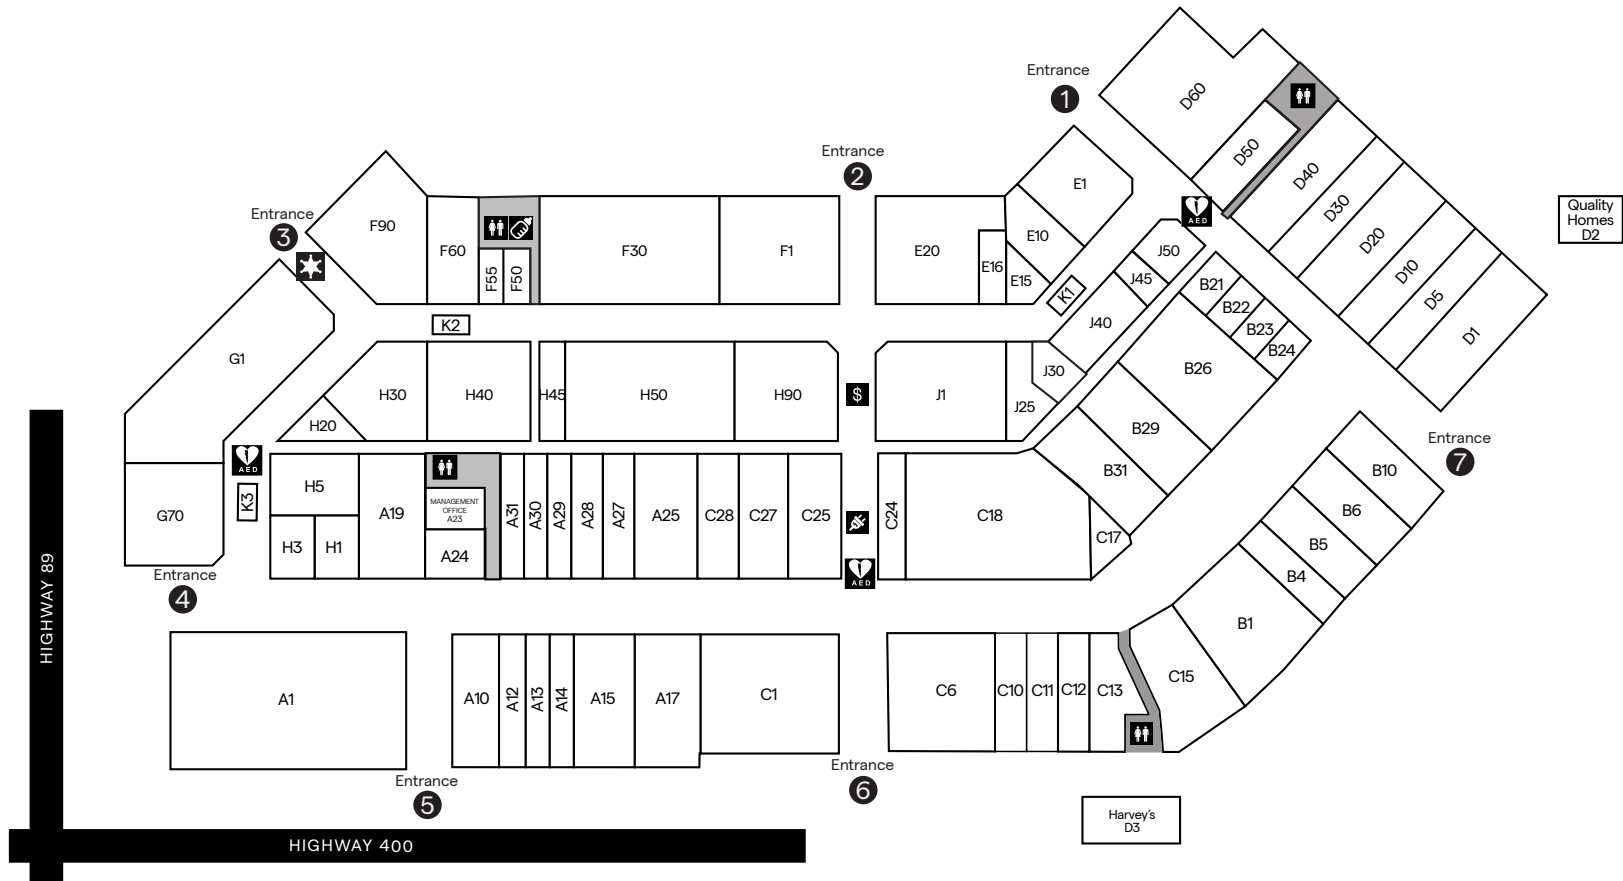 Entrance
1
D60
D50
D40
D30
D20
D10
D5
D1
AED
Quality
Homes
D2
Entrance
2
Entrance
3
F90
F60
F55
F50
F30
F1
E20
E16
E15
E10
E1
K1
J50
J45
J40
J30
J25
J1
B21
B22
B23
B24
B26
B29
B31
K2
G1
G70
H20
H30
H40
H45
H50
H90
$
AED
K3
H5
H3
H1
A19
MANAGEMENT
OFFICE
A23
A24
A31
A30
A29
A28
A27
A25
C28
C27
C25
C24
C18
C17
AED
Entrance
7
B10
B6
B5
B4
B1
Entrance
4
A1
A10
A12
A13
A14
A15
A17
C1
C6
C10
C11
C12
C13
C15
Entrance
5
Entrance
6
Harvey's
D3
HIGHWAY 89
HIGHWAY 400